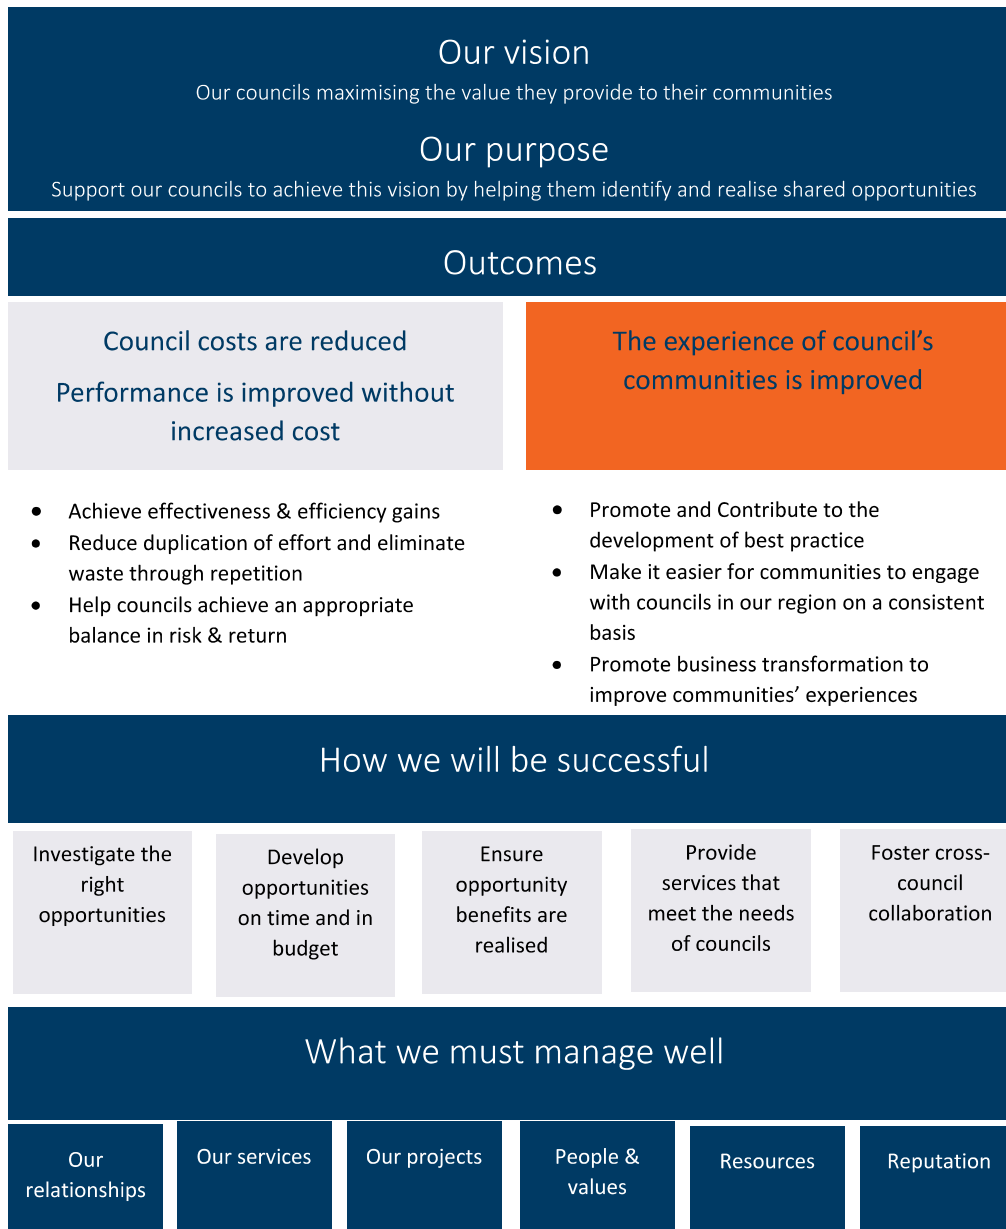 Our vision
Our councils maximising the value they provide to their communities
Our purpose
Support our councils to achieve this vision by helping them identify and realise shared opportunities
Outcomes
Council costs are reduced
Performance is improved without
increased cost
The experience of council’s
communities is improved
• Achieve effectiveness & efficiency gains
• Reduce duplication of effort and eliminate
waste through repetition
• Help councils achieve an appropriate
balance in risk & return
• Promote and Contribute to the
development of best practice
• Make it easier for communities to engage
with councils in our region on a consistent
basis
• Promote business transformation to
improve communities’ experiences
How we will be successful
Investigate the
right
opportunities
Develop
opportunities
on time and in
budget
Ensure
opportunity
benefits are
realised
Provide
services that
meet the needs
of councils
Foster cross-
council
collaboration
What we must manage well
Our
relationships
Our services
Our projects
People &
values
Resources
Reputation